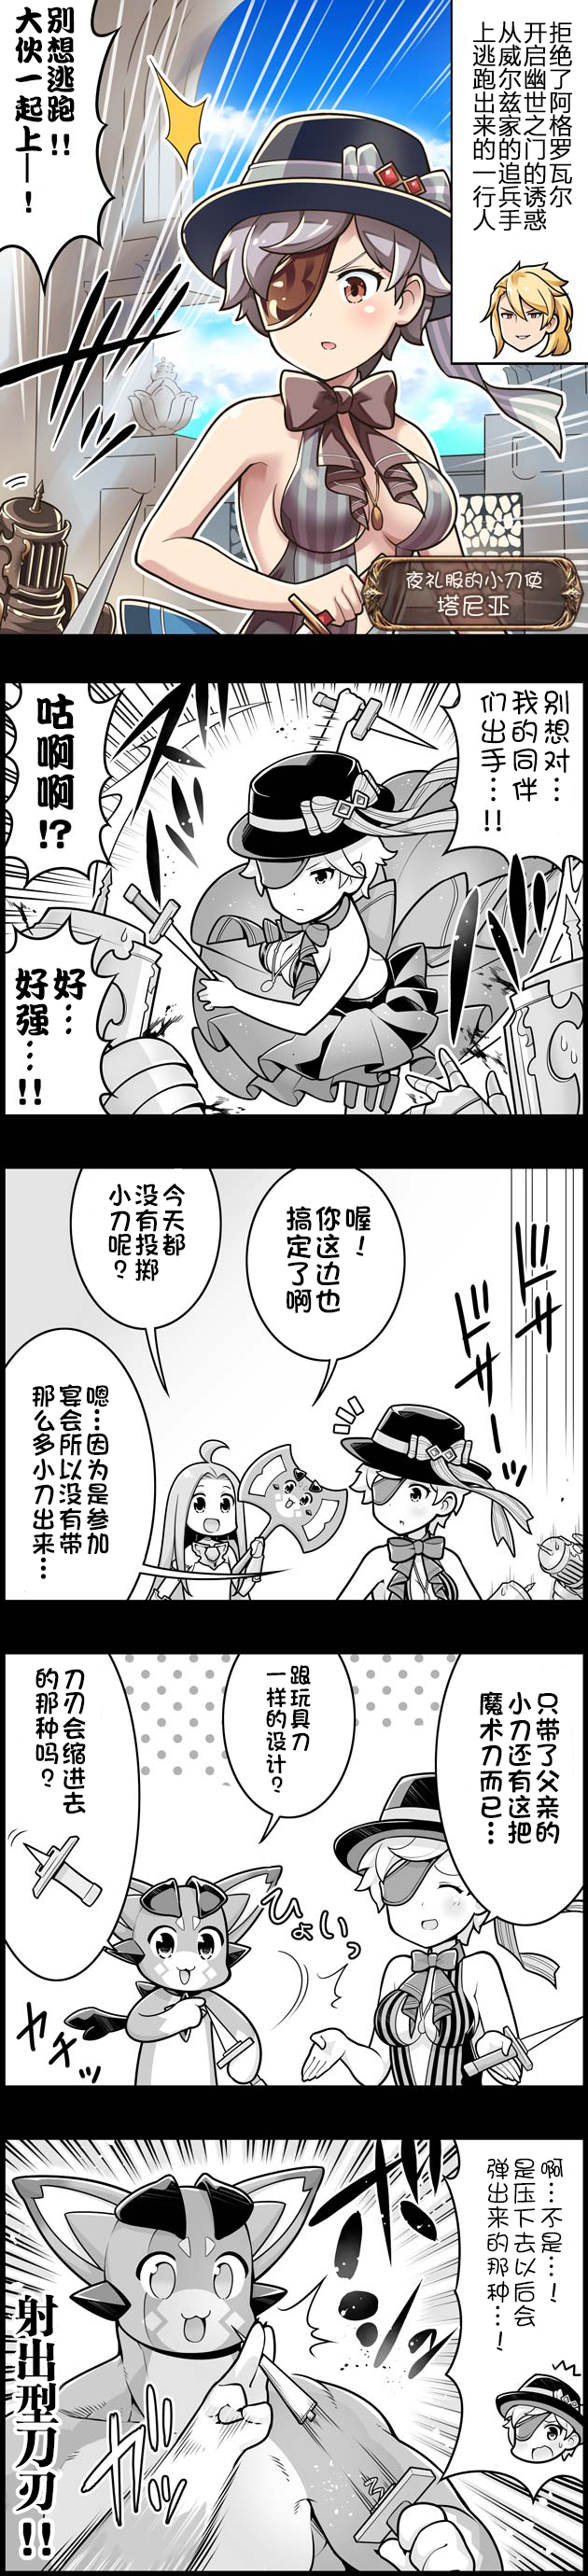 拒绝了阿格罗瓦尔
开启幽世之门的诱惑
从威尔兹家的追兵手
上逃跑出来的一行人
别想逃跑!!
大伙一起上—!
夜礼服的小刀使
塔尼亚
别想对…
我的同伴
们出手…!!
咕啊啊!?
好…
好强…!!
喔！
你这边也
搞定了啊
今天都
没有投掷
小刀呢？
嗯…因为是参加
宴会所以没有带
那么多小刀出来…
ドサ
ドサーッ
只带了父亲的
小刀还有这把
魔术刀而已…
跟玩具刀
一样的设计？
刀刃会缩进去
的那种吗？
ひょいっ
カチッ
啊…不是…！
是压下去以后会
弹出来的那种…！
ガッ
射出型刀刃!!